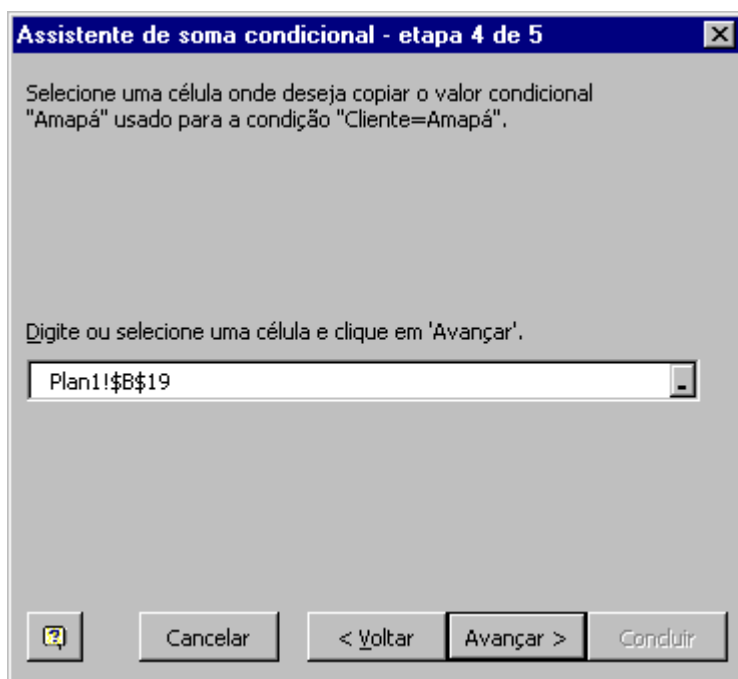 Assistente de soma condicional - etapa 4 de 5
Selecione uma célula onde deseja copiar o valor condicional
"Amapá" usado para a condição "Cliente=Amapá".
Digite ou selecione uma célula e clique em 'Avançar'.
Plan1!$B$19
Cancelar
< Voltar
Avançar >
Concluir